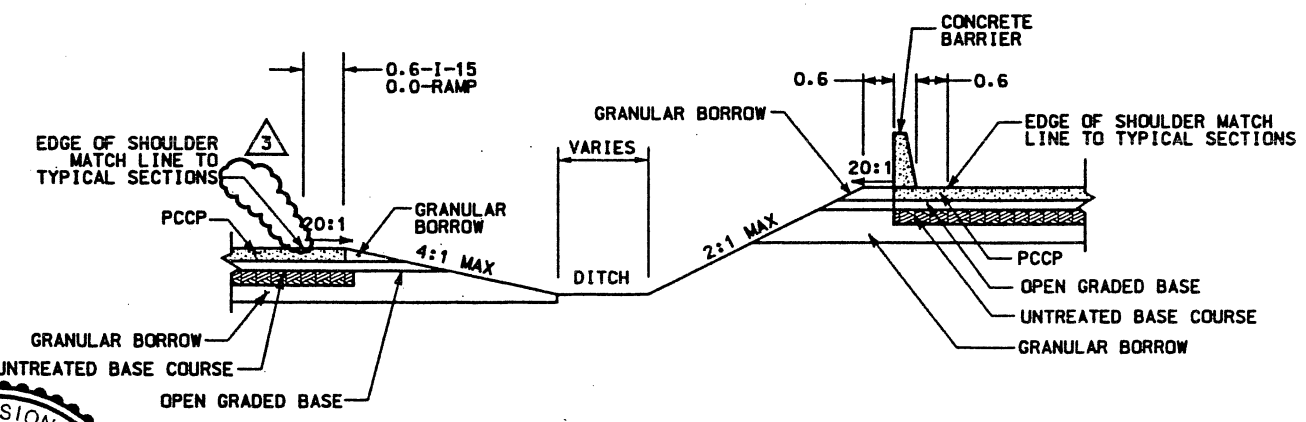 CONCRETE
BARRIER
0.6-I-15
0.0-RAMP
0.6
0.6
GRANULAR BORROW
EDGE OF SHOULDER MATCH
LINE TO TYPICAL SECTIONS
3
EDGE OF SHOULDER
MATCH LINE TO
TYPICAL SECTIONS
VARIES
20:1
PCCP
20:1
GRANULAR
BORROW
4:1 MAX
2:1 MAX
DITCH
PCCP
OPEN GRADED BASE
UNTREATED BASE COURSE
GRANULAR BORROW
GRANULAR BORROW
UNTREATED BASE COURSE
OPEN GRADED BASE